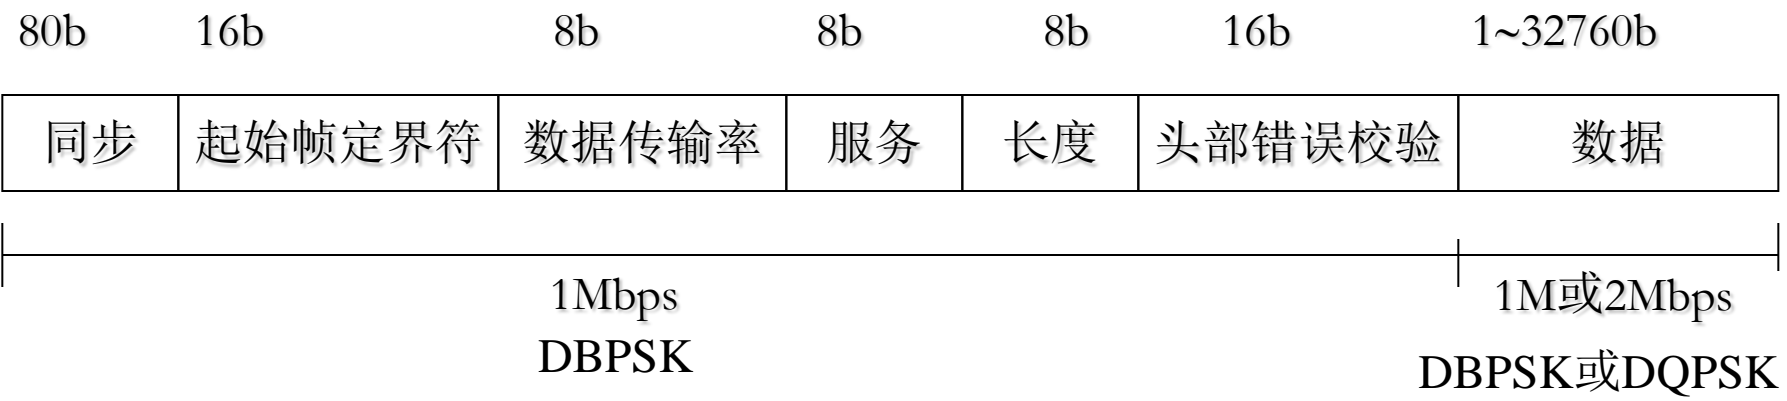 80b 16b 8b 8b 8b 16b 1~32760b
同步 起始帧定界符 数据传输率 服务 长度 头部错误校验 数据
1Mbps 1M或2Mbps
DBPSK DBPSK或DQPSK